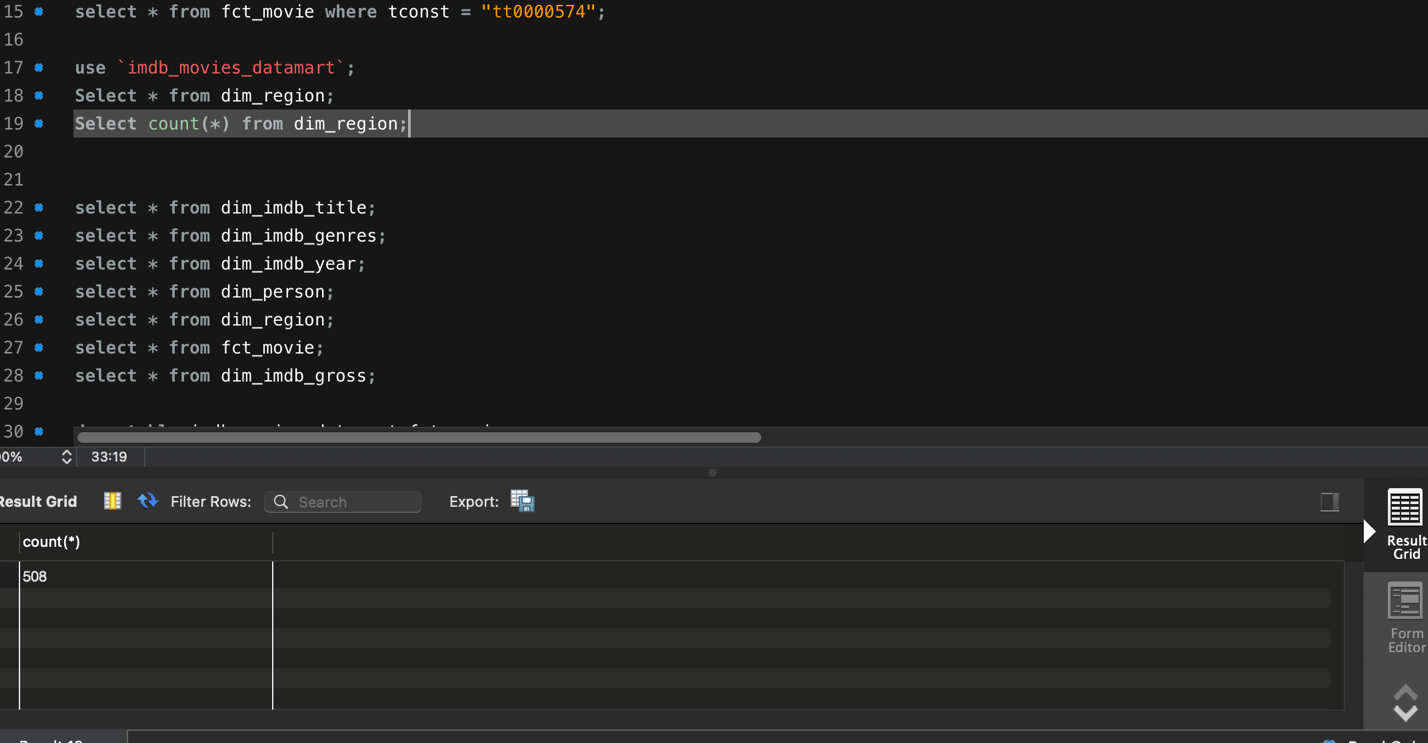 15 select * from fct_movie where tconst = "tt0000574";
16
17 use `imdb_movies_datamart`;
18 Select * from dim_region;
19 Select count(*) from dim_region;
20
21
22 select * from dim_imdb_title;
23 select * from dim_imdb_genres;
24 select * from dim_imdb_year;
25 select * from dim_person;
26 select * from dim_region;
27 select * from fct_movie;
28 select * from dim_imdb_gross;
29
30
0% 33:19
Result Grid Filter Rows: Search Export:
count(*)
508
Result
Grid
Form
Editor